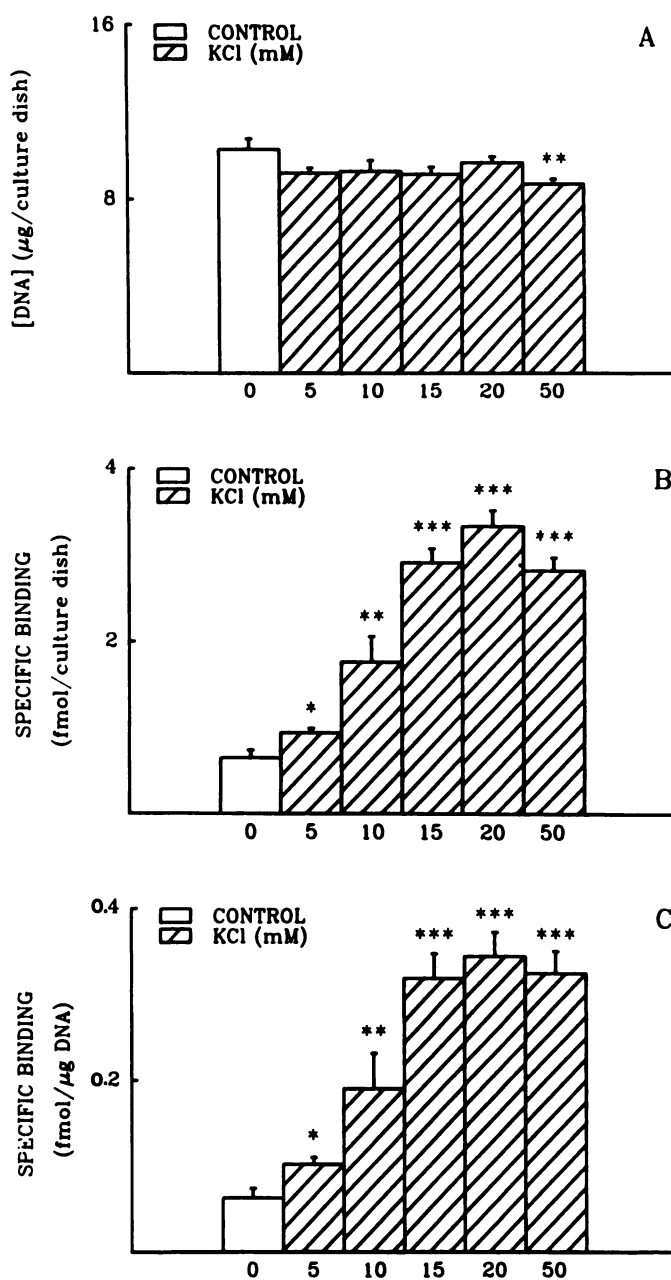 16
CONTROL
KCl (mM)
A
[DNA] (μg/culture dish)
**
8
0 5 10 15 20 50
4
CONTROL
KCl (mM)
B
SPECIFIC BINDING
(fmol/culture dish)
***
***
***
**
2
*
0 5 10 15 20 50
0.4
CONTROL
KCl (mM)
C
SPECIFIC BINDING
(fmol/μg DNA)
***
***
***
**
0.2
*
0 5 10 15 20 50